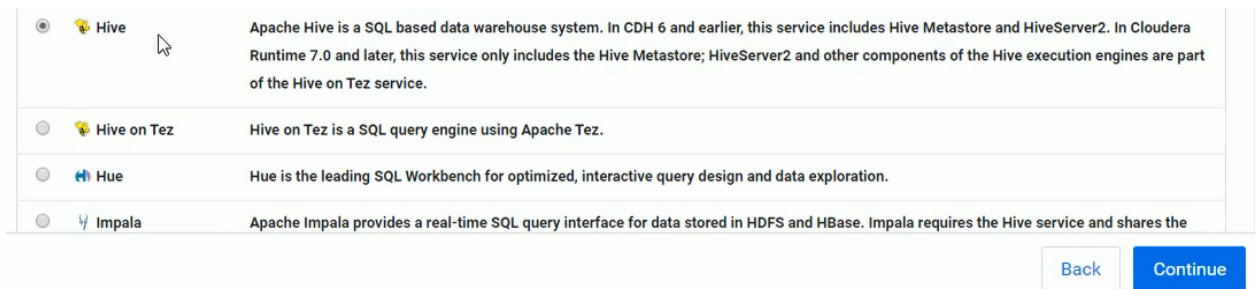 Hive Apache Hive is a SQL based data warehouse system. In CDH 6 and earlier, this service includes Hive Metastore and HiveServer2. In Cloudera
Runtime 7.0 and later, this service only includes the Hive Metastore; HiveServer2 and other components of the Hive execution engines are part
of the Hive on Tez service.
Hive on Tez Hive on Tez is a SQL query engine using Apache Tez.
Hue Hue is the leading SQL Workbench for optimized, interactive query design and data exploration.
Impala Apache Impala provides a real-time SQL query interface for data stored in HDFS and HBase. Impala requires the Hive service and shares the
Back Continue